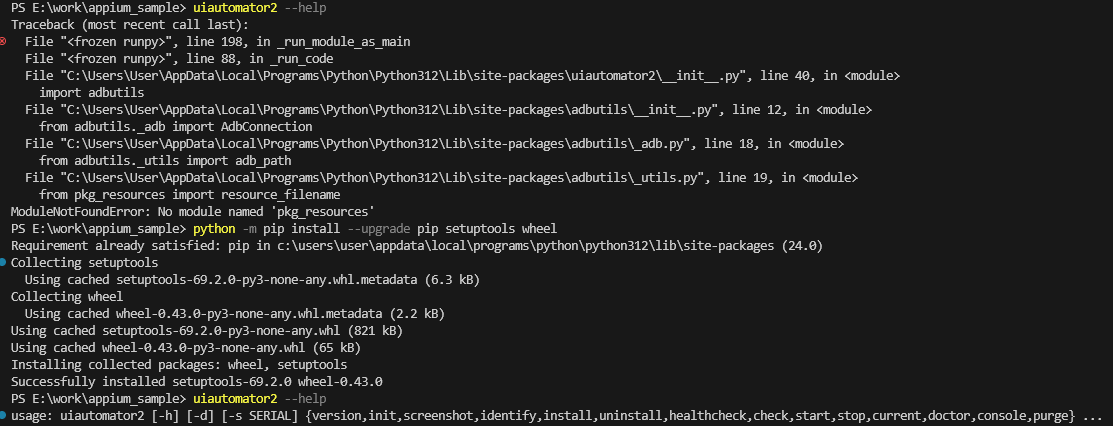 PS E:\work\appium_sample> uiautomator2 --help
Traceback (most recent call last):
  File "<frozen runpy>", line 198, in _run_module_as_main
  File "<frozen runpy>", line 88, in _run_code
  File "C:\Users\User\AppData\Local\Programs\Python\Python312\Lib\site-packages\uiautomator2\__init__.py", line 40, in <module>
    import adbutils
  File "C:\Users\User\AppData\Local\Programs\Python\Python312\Lib\site-packages\adbutils\__init__.py", line 12, in <module>
    from adbutils._adb import AdbConnection
  File "C:\Users\User\AppData\Local\Programs\Python\Python312\Lib\site-packages\adbutils\_adb.py", line 18, in <module>
    from adbutils._utils import adb_path
  File "C:\Users\User\AppData\Local\Programs\Python\Python312\Lib\site-packages\adbutils\_utils.py", line 19, in <module>
    from pkg_resources import resource_filename
ModuleNotFoundError: No module named 'pkg_resources'
PS E:\work\appium_sample> python -m pip install --upgrade pip setuptools wheel
Requirement already satisfied: pip in c:\users\user\appdata\local\programs\python\python312\lib\site-packages (24.0)
Collecting setuptools
  Using cached setuptools-69.2.0-py3-none-any.whl.metadata (6.3 kB)
Collecting wheel
  Using cached wheel-0.43.0-py3-none-any.whl.metadata (2.2 kB)
Using cached setuptools-69.2.0-py3-none-any.whl (821 kB)
Using cached wheel-0.43.0-py3-none-any.whl (65 kB)
Installing collected packages: wheel, setuptools
Successfully installed setuptools-69.2.0 wheel-0.43.0
PS E:\work\appium_sample> uiautomator2 --help
usage: uiautomator2 [-h] [-d] [-s SERIAL] {version,init,screenshot,identify,install,uninstall,healthcheck,check,start,stop,current,doctor,console,purge} ...